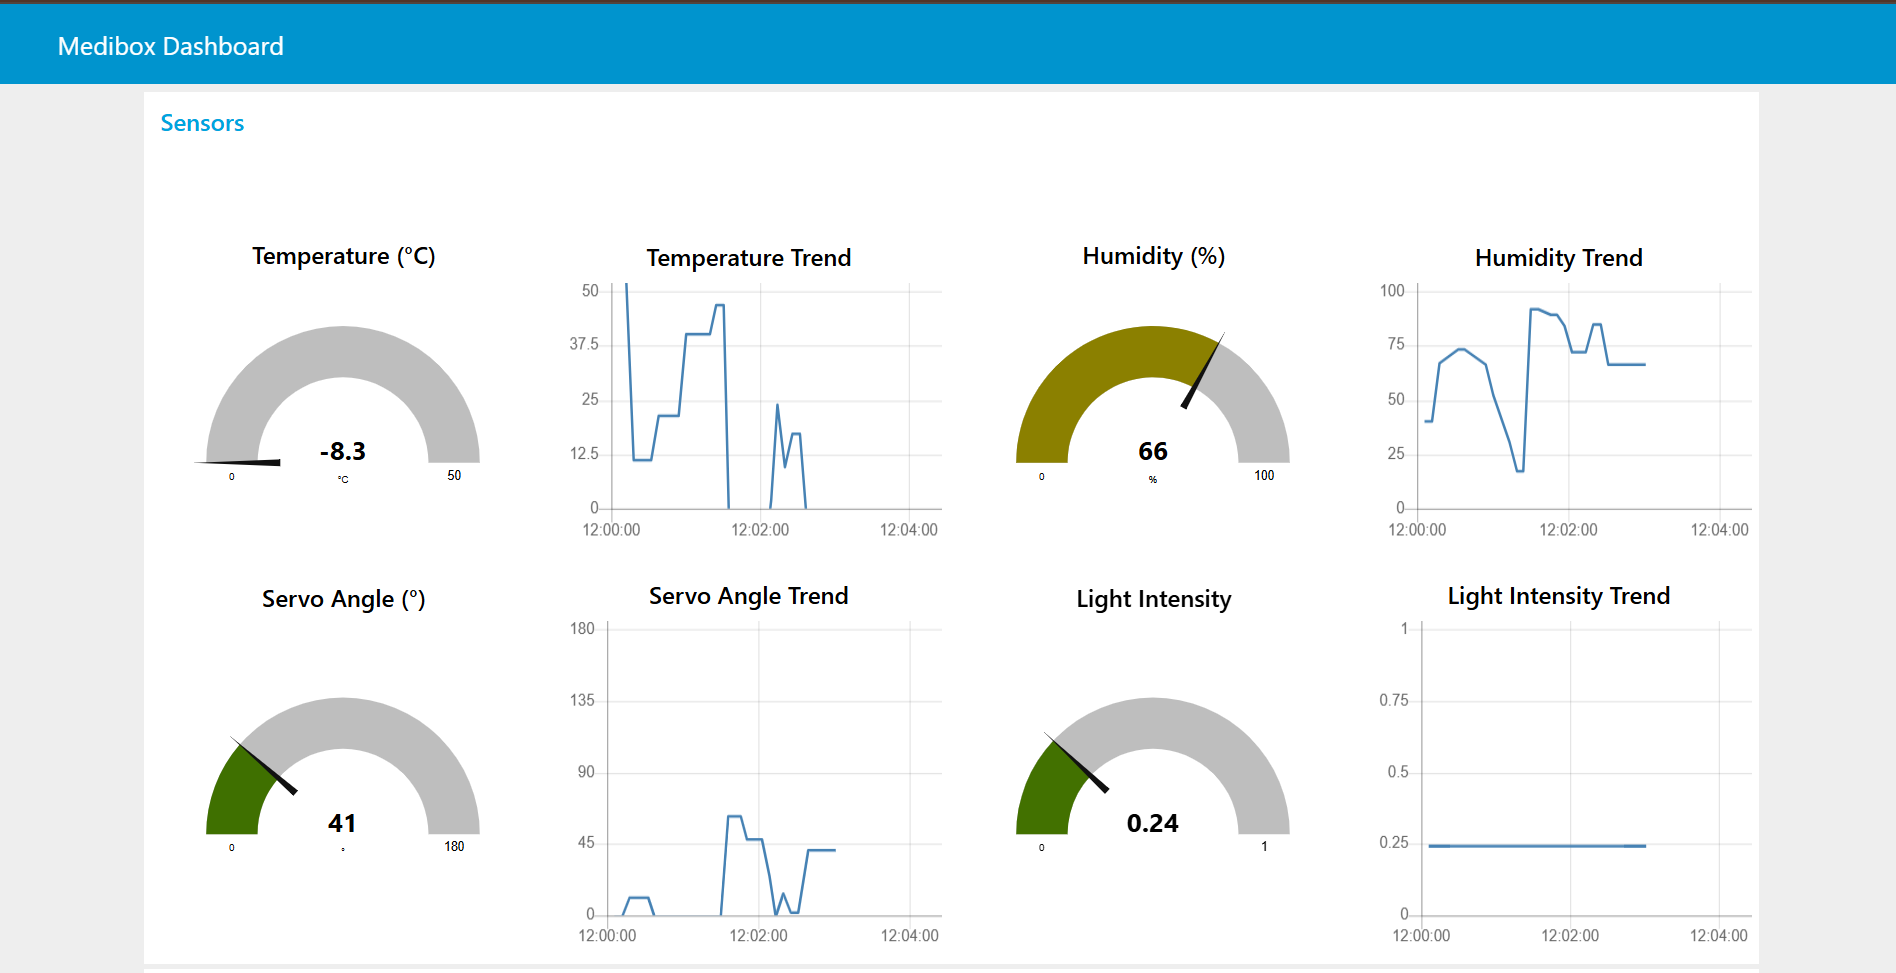 Medibox Dashboard
Sensors
Temperature (°C)
-8.3
°C
0
50
Temperature Trend
50
37.5
25
12.5
0
12:00:00 12:02:00 12:04:00
Humidity (%)
66
%
0
100
Humidity Trend
100
75
50
25
0
12:00:00 12:02:00 12:04:00
Servo Angle (°)
41
°
0
180
Servo Angle Trend
180
135
90
45
0
12:00:00 12:02:00 12:04:00
Light Intensity
0.24
0
1
Light Intensity Trend
1
0.75
0.5
0.25
0
12:00:00 12:02:00 12:04:00